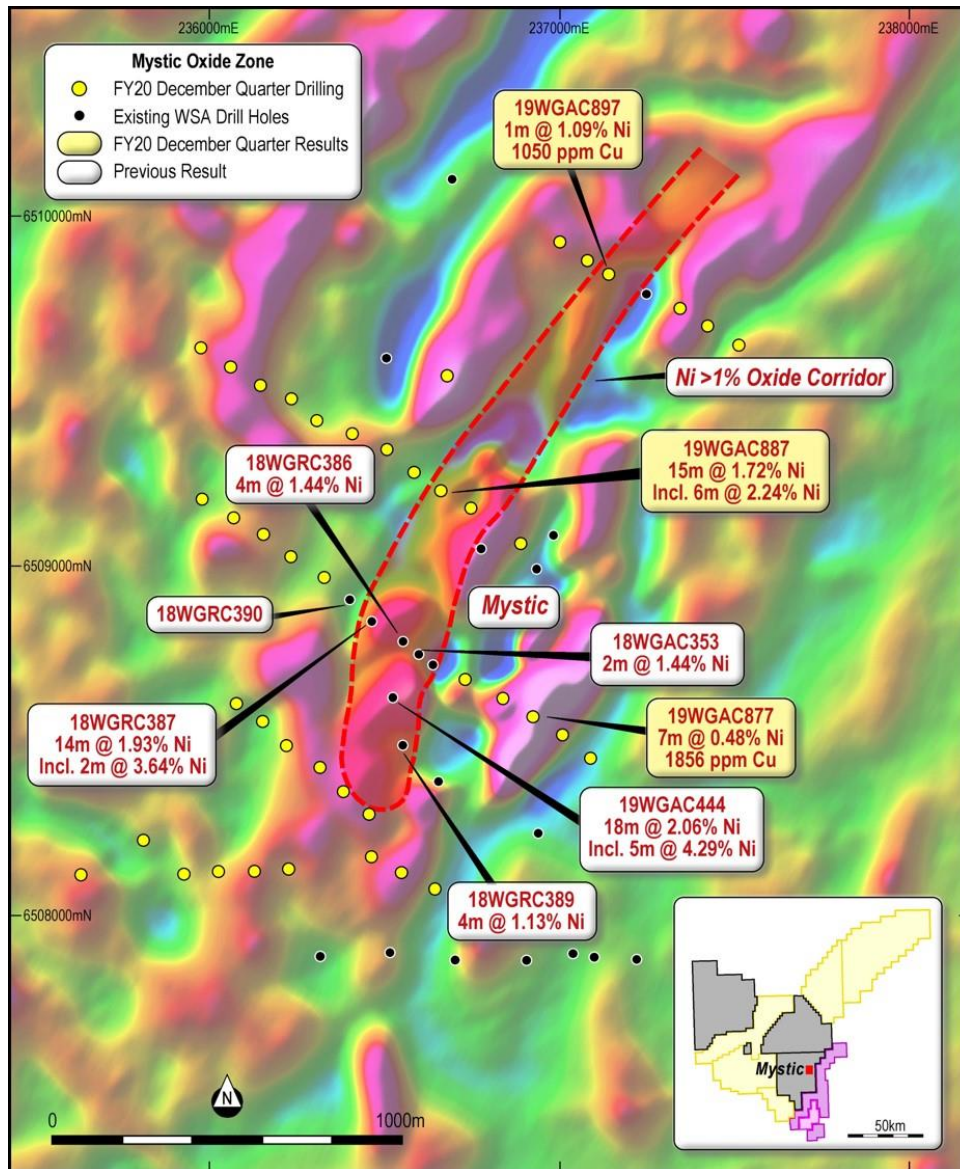 236000mE
237000mE
238000mE
Mystic Oxide Zone
FY20 December Quarter Drilling
Existing WSA Drill Holes
FY20 December Quarter Results
Previous Result
19WGAC897
1m @ 1.09% Ni
1050 ppm Cu
6510000mN
Ni >1% Oxide Corridor
18WGRC386
4m @ 1.44% Ni
19WGAC887
15m @ 1.72% Ni
Incl. 6m @ 2.24% Ni
6509000mN
18WGRC390
Mystic
18WGAC353
2m @ 1.44% Ni
18WGRC387
14m @ 1.93% Ni
Incl. 2m @ 3.64% Ni
19WGAC877
7m @ 0.48% Ni
1856 ppm Cu
19WGAC444
18m @ 2.06% Ni
Incl. 5m @ 4.29% Ni
18WGRC389
4m @ 1.13% Ni
6508000mN
Mystic
50km
N
0
1000m